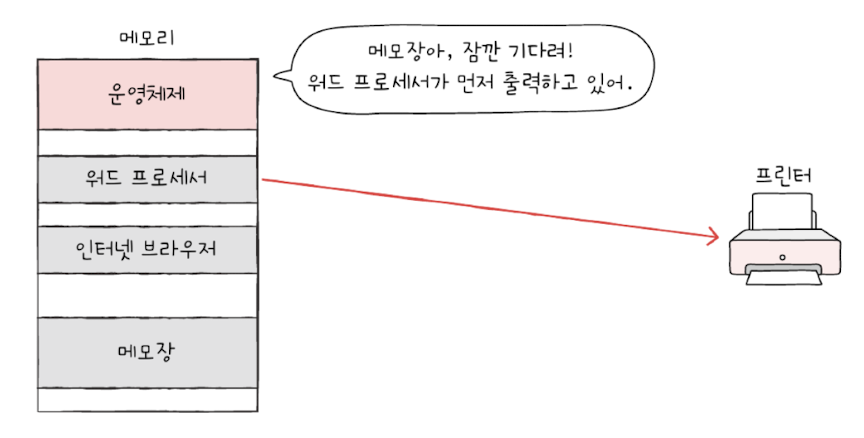 메모리
메모장아, 잠깐 기다려!
워드 프로세서가 먼저 출력하고 있어.
운영체제
워드 프로세서
프린터
인터넷 브라우저
메모장